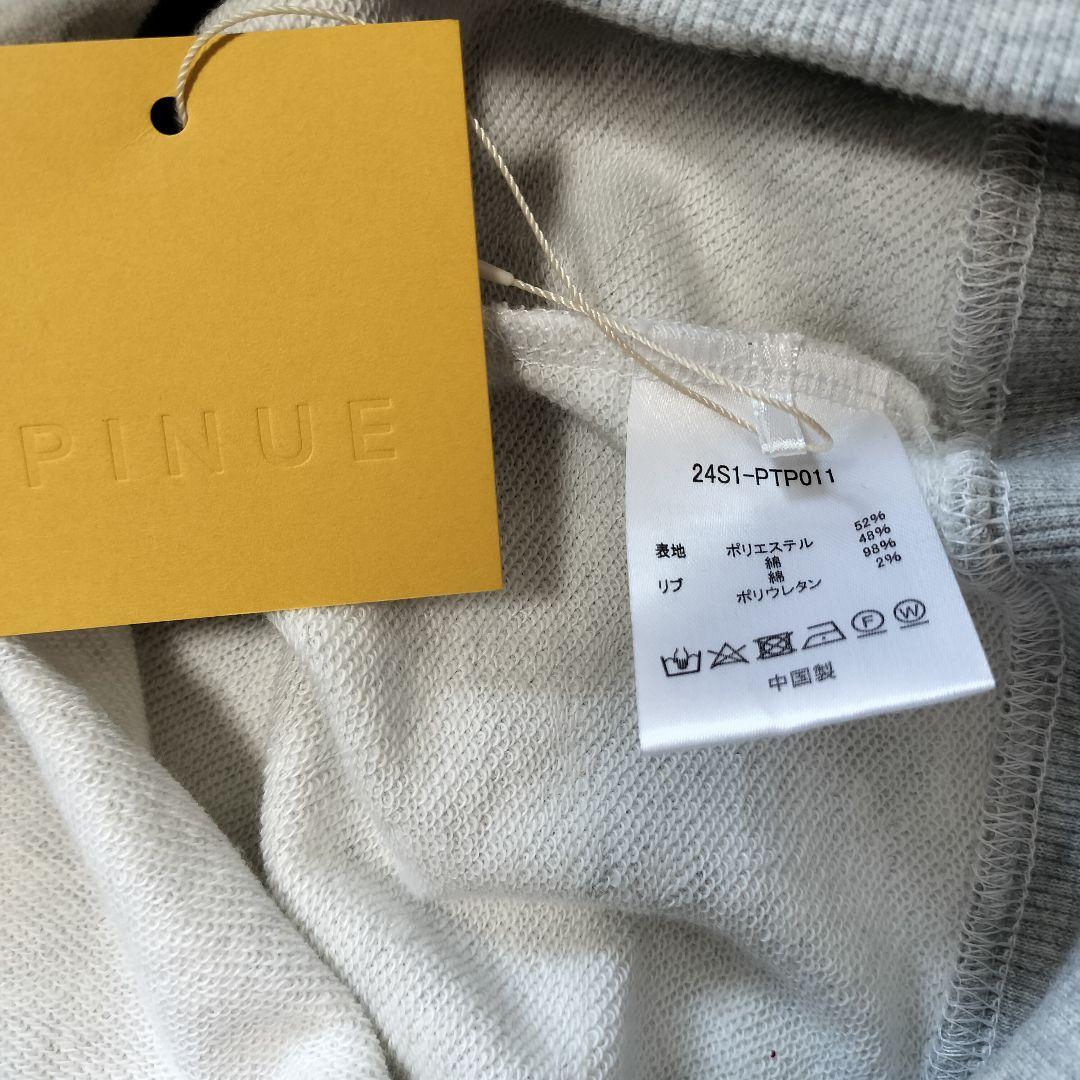 PINUE
24S1-PTP011
表地 ポリエステル 52%
綿 48%
リブ 綿 98%
ポリウレタン 2%
F W
中国製